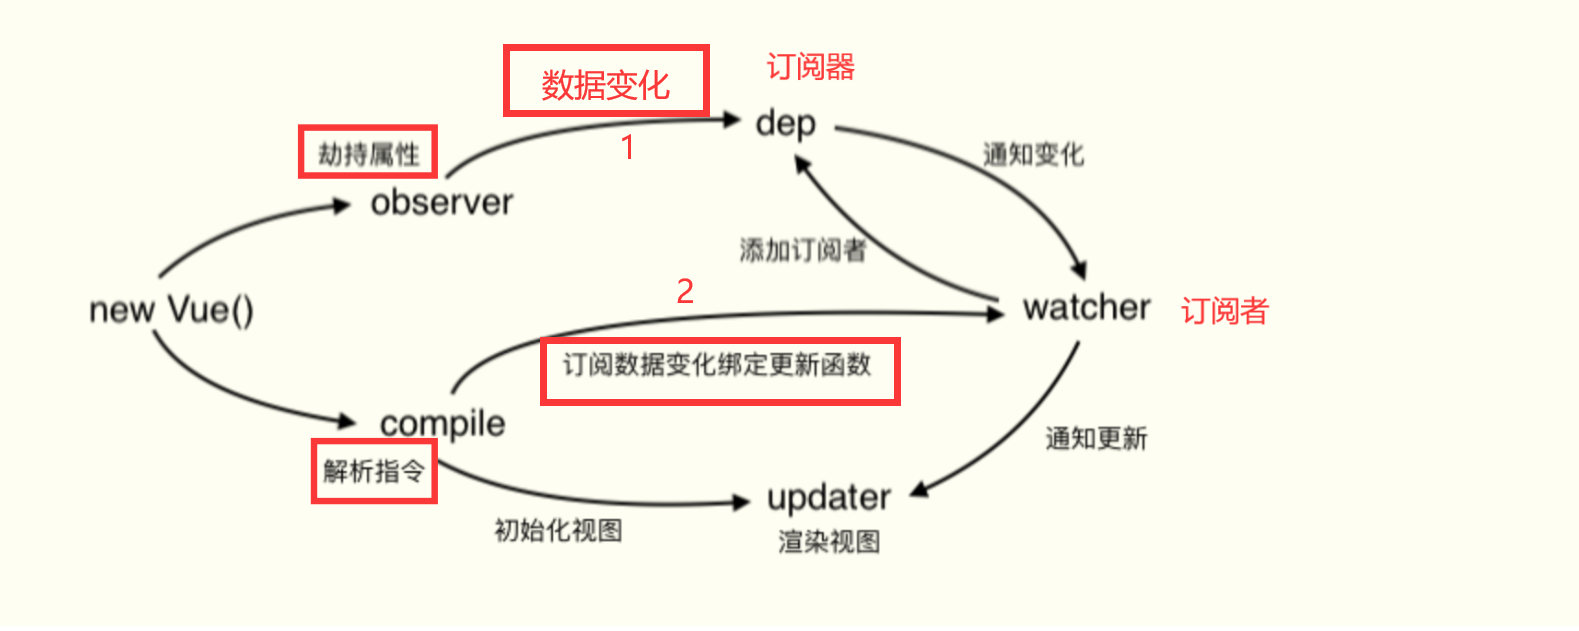 数据变化
订阅器
1
dep
劫持属性
通知变化
observer
添加订阅者
2
new Vue()
watcher
订阅者
订阅数据变化绑定更新函数
compile
通知更新
解析指令
updater
初始化视图
渲染视图